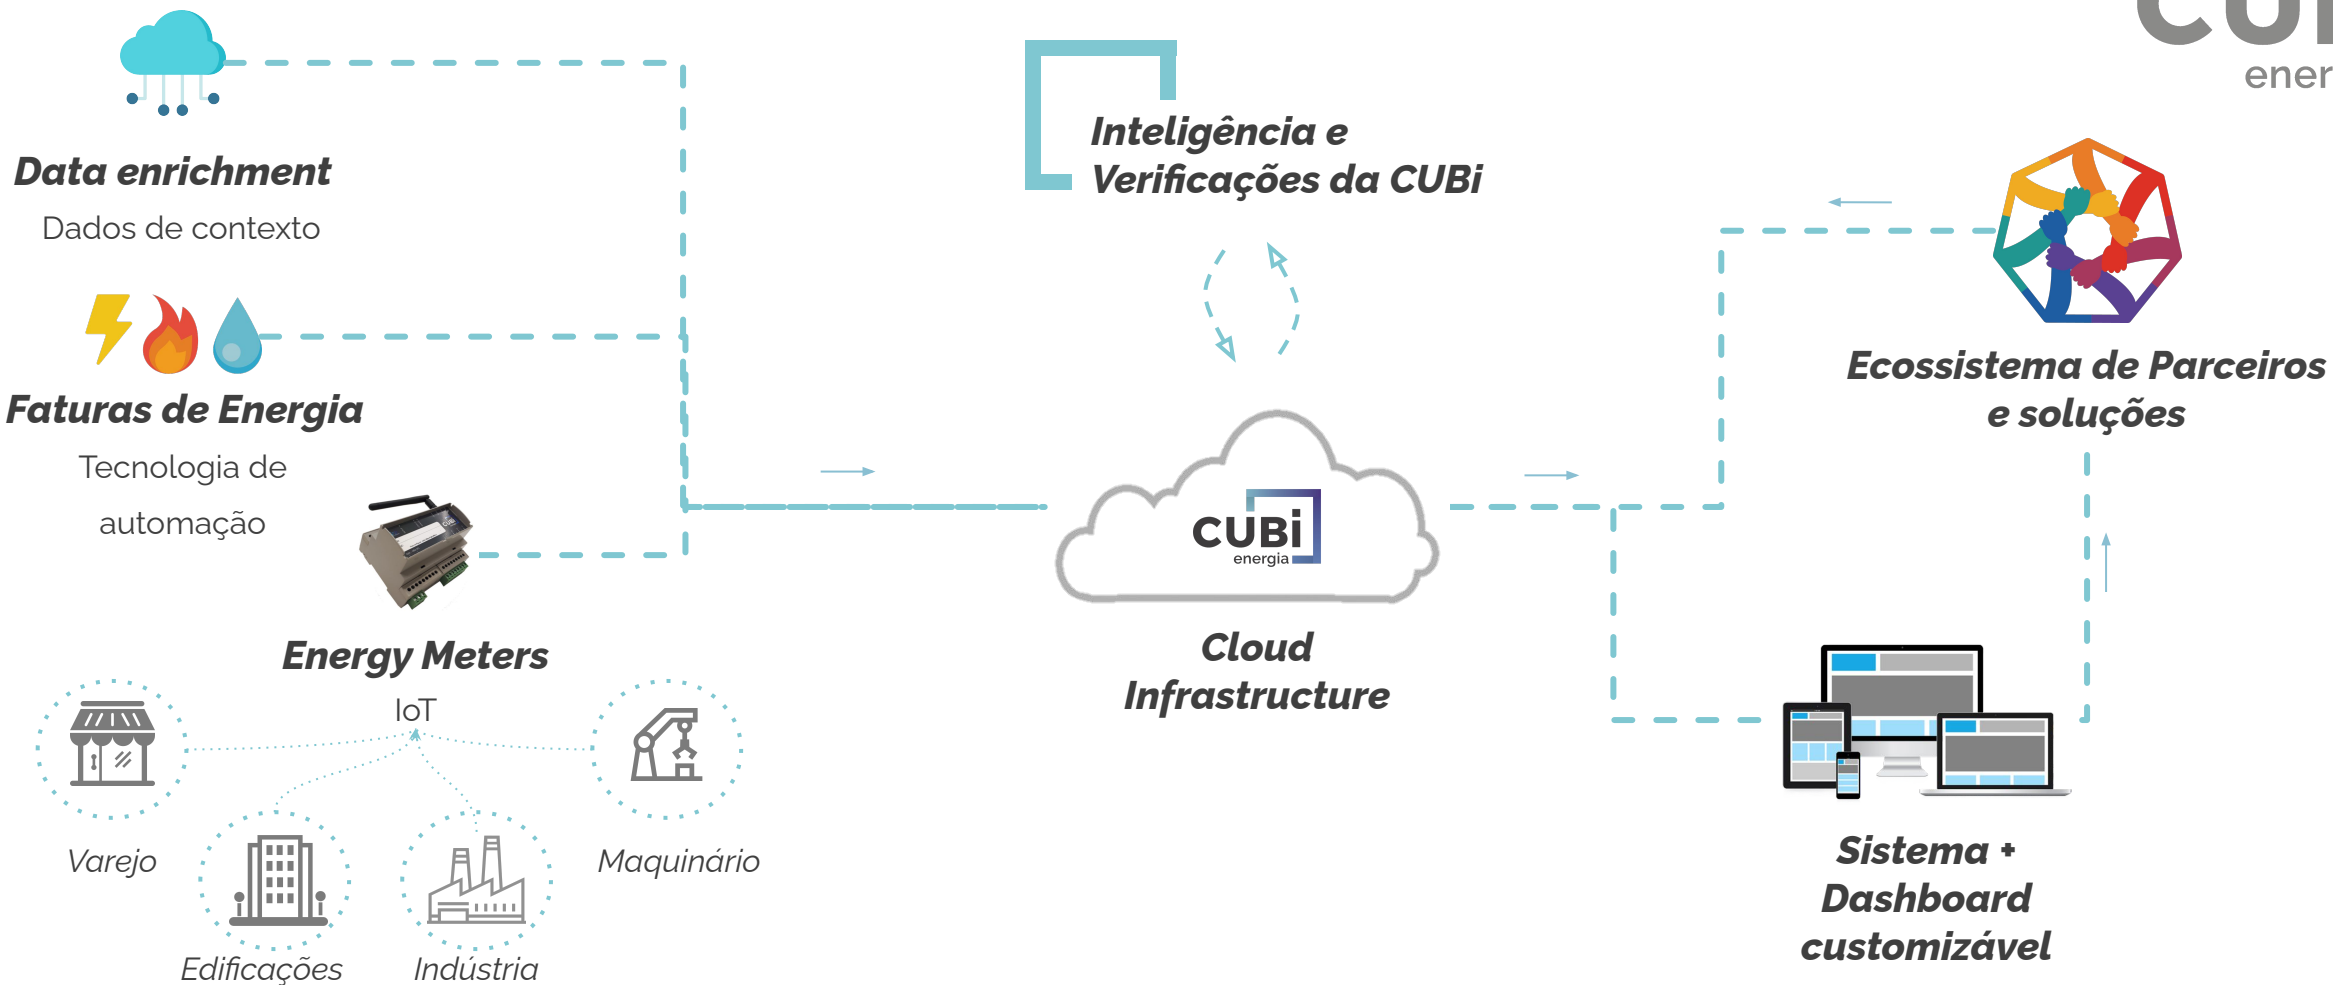 Data enrichment
Dados de contexto
Faturas de Energia
Tecnologia de
automação
Energy Meters
IoT
Varejo
Maquinário
Edificações
Indústria
Inteligência e
Verificações da CUBi
CUBi
energia
Cloud
Infrastructure
Ecossistema de Parceiros
e soluções
Sistema +
Dashboard
customizável